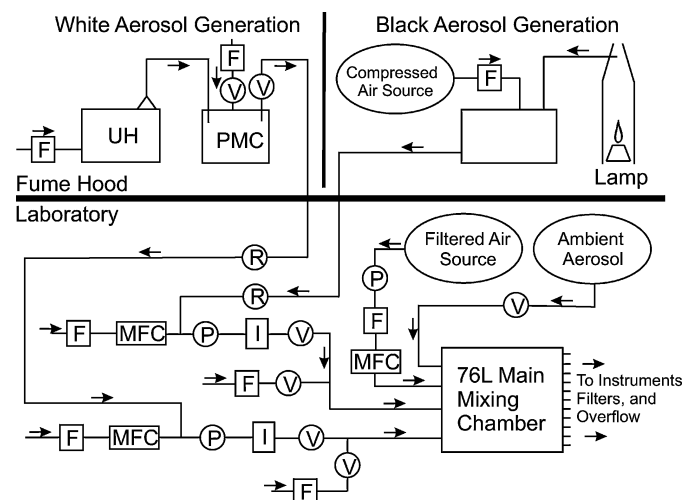 White Aerosol Generation
Black Aerosol Generation
F
V
V
UH
PMC
F
Compressed
Air Source
F
Lamp
Fume Hood
Laboratory
R
R
Filtered Air
Source
Ambient
Aerosol
P
V
F
F
MFC
P
I
V
MFC
F
V
76L Main
Mixing
Chamber
To Instruments
Filters, and
Overflow
F
MFC
P
I
V
V
F